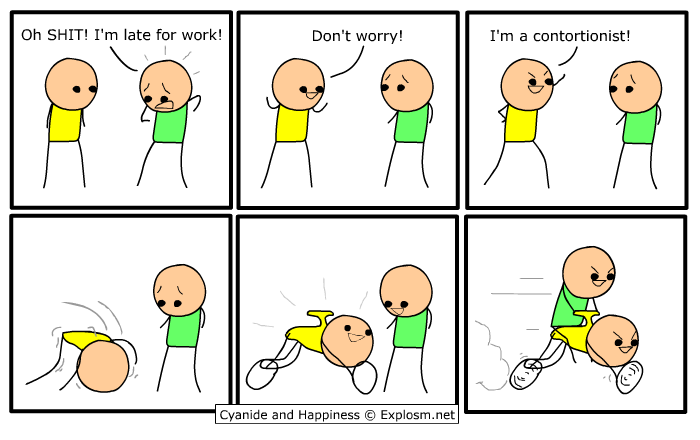 Oh SHIT! I'm late for work!
Don't worry!
I'm a contortionist!
Cyanide and Happiness © Explosm.net